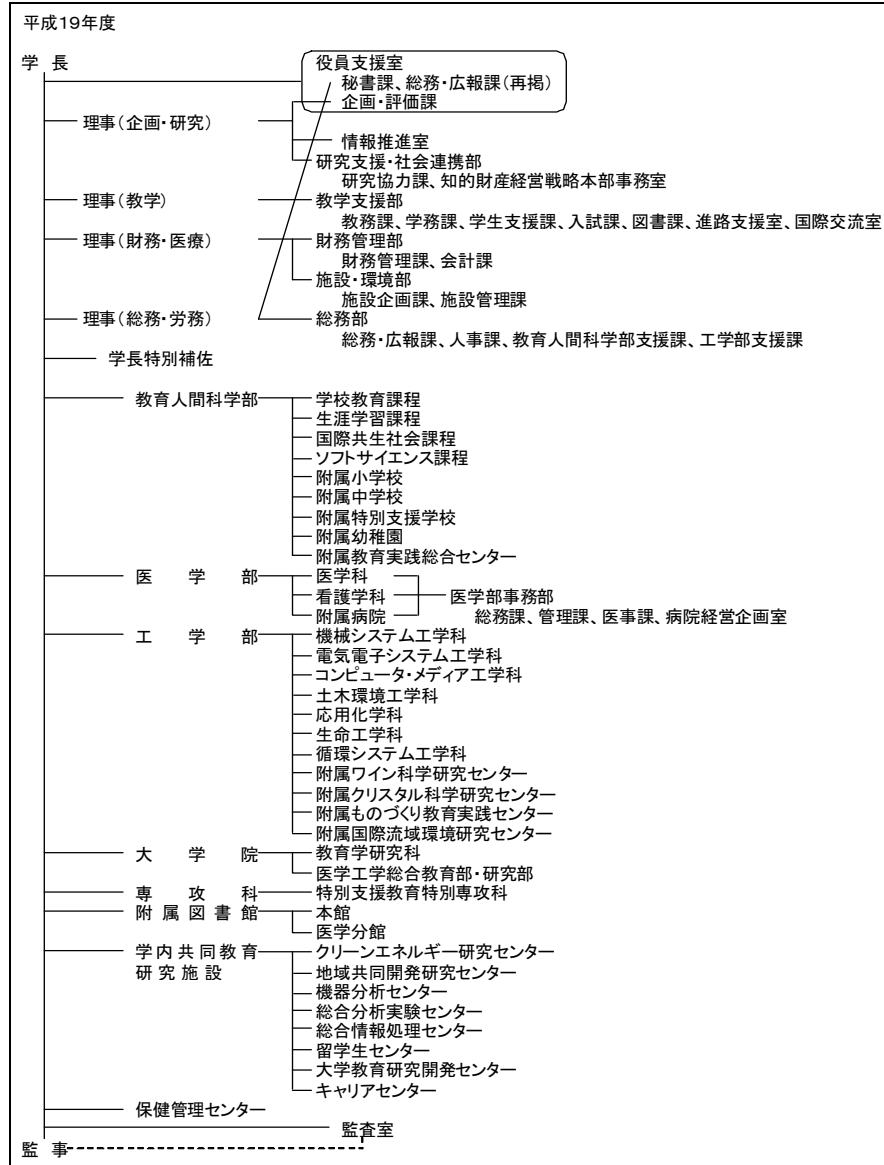 平成19年度
学 長
役員支援室
秘書課、総務・広報課(再掲)
企画・評価課
理事(企画・研究)
情報推進室
研究支援・社会連携部
研究協力課、知的財産経営戦略本部事務室
理事(教学) 教学支援部
教務課、学務課、学生支援課、入試課、図書課、進路支援室、国際交流室
理事(財務・医療) 財務管理部
財務管理課、会計課
施設・環境部
施設企画課、施設管理課
理事(総務・労務) 総務部
総務・広報課、人事課、教育人間科学部支援課、工学部支援課
学長特別補佐
教育人間科学部 学校教育課程
生涯学習課程
国際共生社会課程
ソフトサイエンス課程
附属小学校
附属中学校
附属特別支援学校
附属幼稚園
附属教育実践総合センター
医 学 部 医学科
看護学科 医学部事務部
附属病院 総務課、管理課、医事課、病院経営企画室
工 学 部 機械システム工学科
電気電子システム工学科
コンピュータ・メディア工学科
土木環境工学科
応用化学科
生命工学科
循環システム工学科
附属ワイン科学研究センター
附属クリスタル科学研究センター
附属ものづくり教育実践センター
附属国際流域環境研究センター
大 学 院 教育学研究科
医学工学総合教育部・研究部
専 攻 科 特別支援教育特別専攻科
附属図書館 本館
医学分館
学内共同教育 クリーンエネルギー研究センター
研究施設 地域共同開発研究センター
機器分析センター
総合分析実験センター
総合情報処理センター
留学生センター
大学教育研究開発センター
キャリアセンター
保健管理センター
監査室
監 事